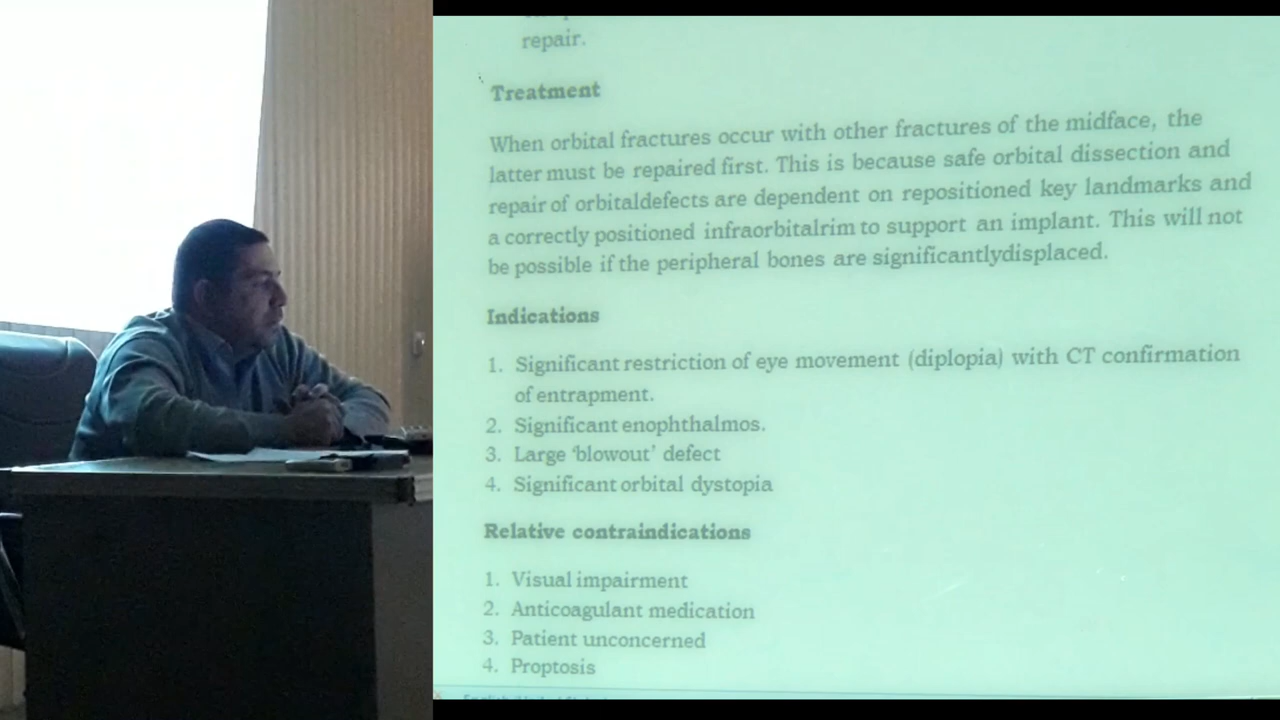 repair.
Treatment
When orbital fractures occur with other fractures of the midface, the
latter must be repaired first. This is because safe orbital dissection and
repair of orbitaldefects are dependent on repositioned key landmarks and
a correctly positioned infraorbitalrim to support an implant. This will not
be possible if the peripheral bones are significantlydisplaced.
Indications
1. Significant restriction of eye movement (diplopia) with CT confirmation
of entrapment.
2. Significant enophthalmos.
3. Large ‘blowout’ defect
4. Significant orbital dystopia
Relative contraindications
1. Visual impairment
2. Anticoagulant medication
3. Patient unconcerned
4. Proptosis